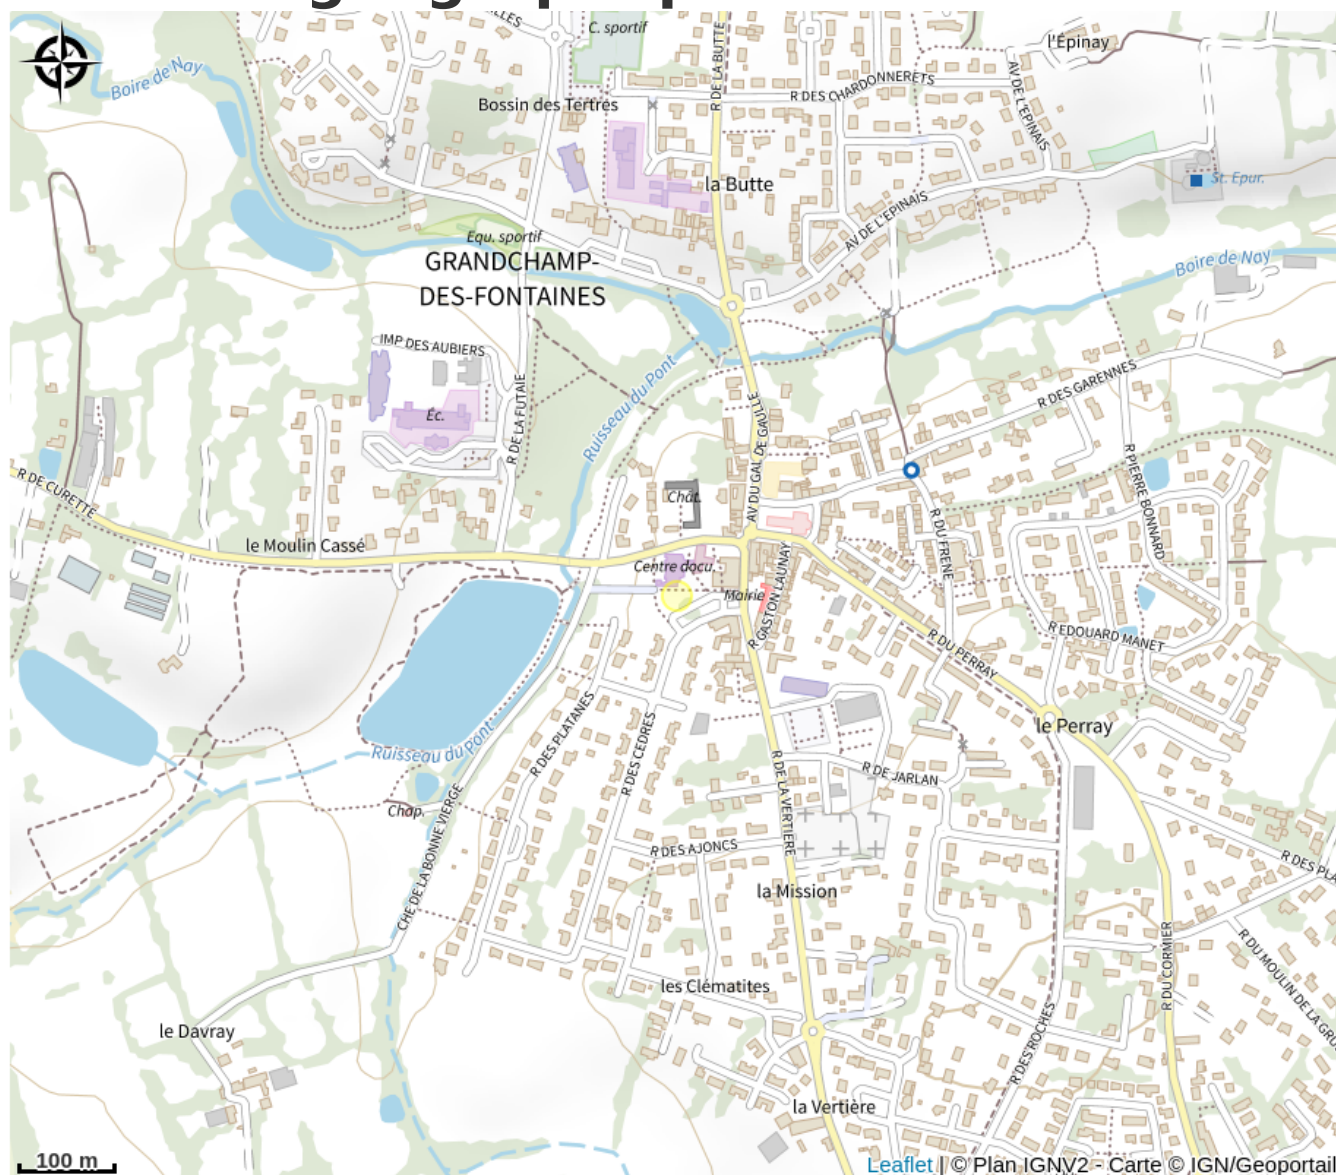 C. sportif
Boire de Nay
Bossin des Tertres
R DE LA BUTTE
R DES CHARDONNERETS
l'Épinay
AV DE L'EPINAIS
la Butte
St. Epur.
AV DE L'EPINAIS
Equ. sportif
GRANDCHAMP-
DES-FONTAINES
Boire de Nay
IMP DES AUBIERS
Éc.
R DE LA FUTAIE
Ruisseau du Pont
AV DU GAL DE GAULLE
R DES GARENNES
R PIERRE BONNARD
R DE CURETTE
Chât.
le Moulin Cassé
Centre docu.
Mairie
R GASTON LAUNAY
R DU FRENE
R EDOUARD MANET
R DU PERRAY
le Perray
Ruisseau du Pont
R DES PLATANES
R DES CEDRES
R DE LA VERTIERE
R DE JARLAN
Chap.
CHE DE LA BONNE VIERGE
R DES AJONCS
la Mission
R DES PLA
R DU CORMIER
R DU MOULIN DE LA GRU
les Clématites
le Davray
R DES ROCHES
la Vertière
100 m
Leaflet | © Plan IGNV2 - Carte © IGN/Geoportail